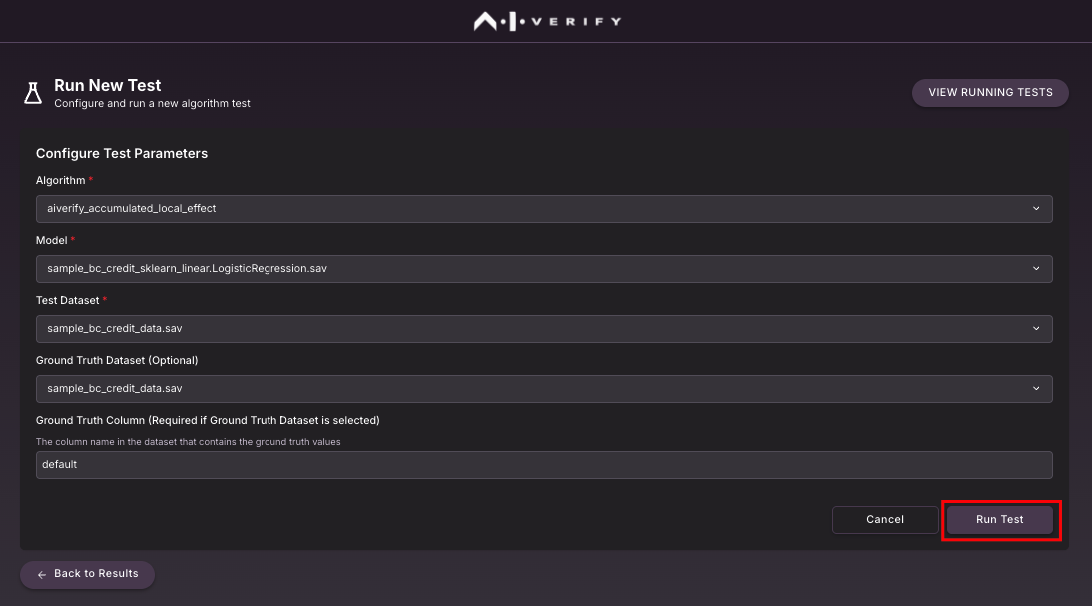 AI VERIFY
Run New Test
Configure and run a new algorithm test
VIEW RUNNING TESTS
Configure Test Parameters
Algorithm *
aiverify_accumulated_local_effect
Model *
sample_bc_credit_sklearn_linear.LogisticRegression.sav
Test Dataset *
sample_bc_credit_data.sav
Ground Truth Dataset (Optional)
sample_bc_credit_data.sav
Ground Truth Column (Required if Ground Truth Dataset is selected)
The column name in the dataset that contains the ground truth values
default
Cancel
Run Test
← Back to Results